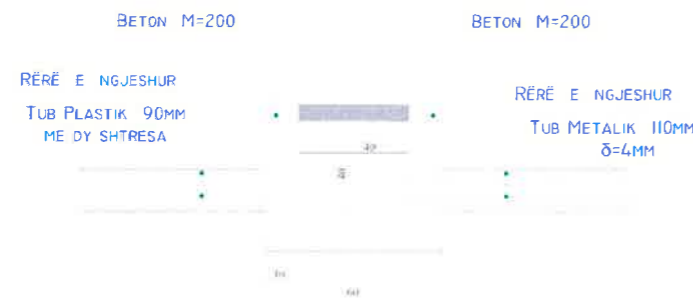 BETON M=200
BETON M=200
RËRË E NGJESHUR
TUB PLASTIK 90MM
ME DY SHTRESA
RËRË E NGJESHUR
TUB METALIK 110MM
δ=4MM